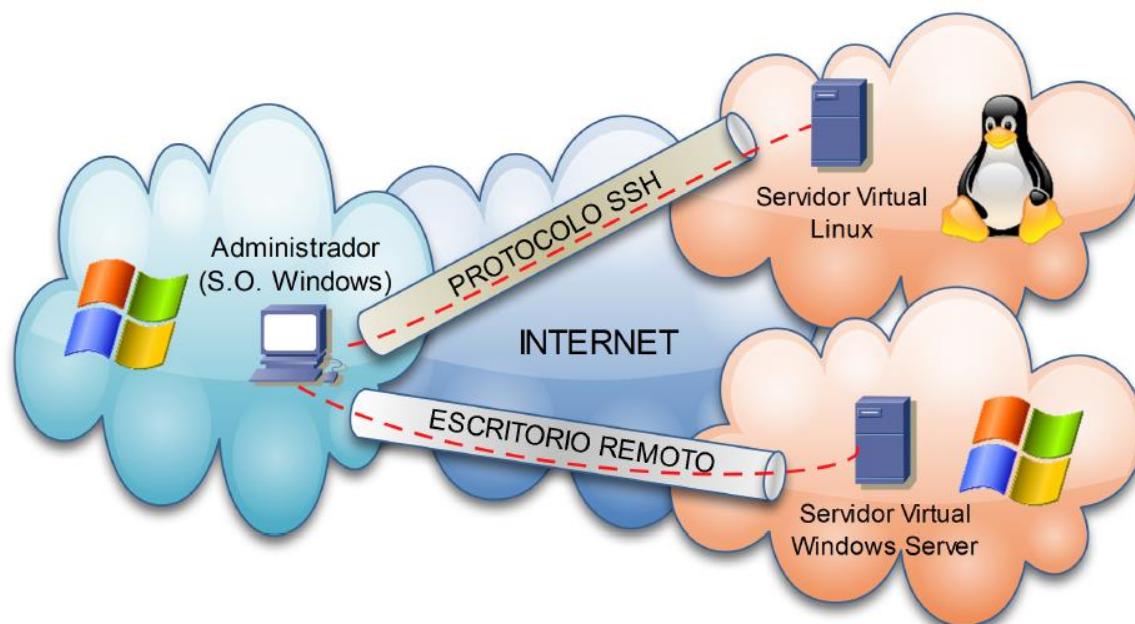 Administrador
(S.O. Windows)
PROTOCOLO SSH
INTERNET
ESCRITORIO REMOTO
Servidor Virtual
Linux
Servidor Virtual
Windows Server